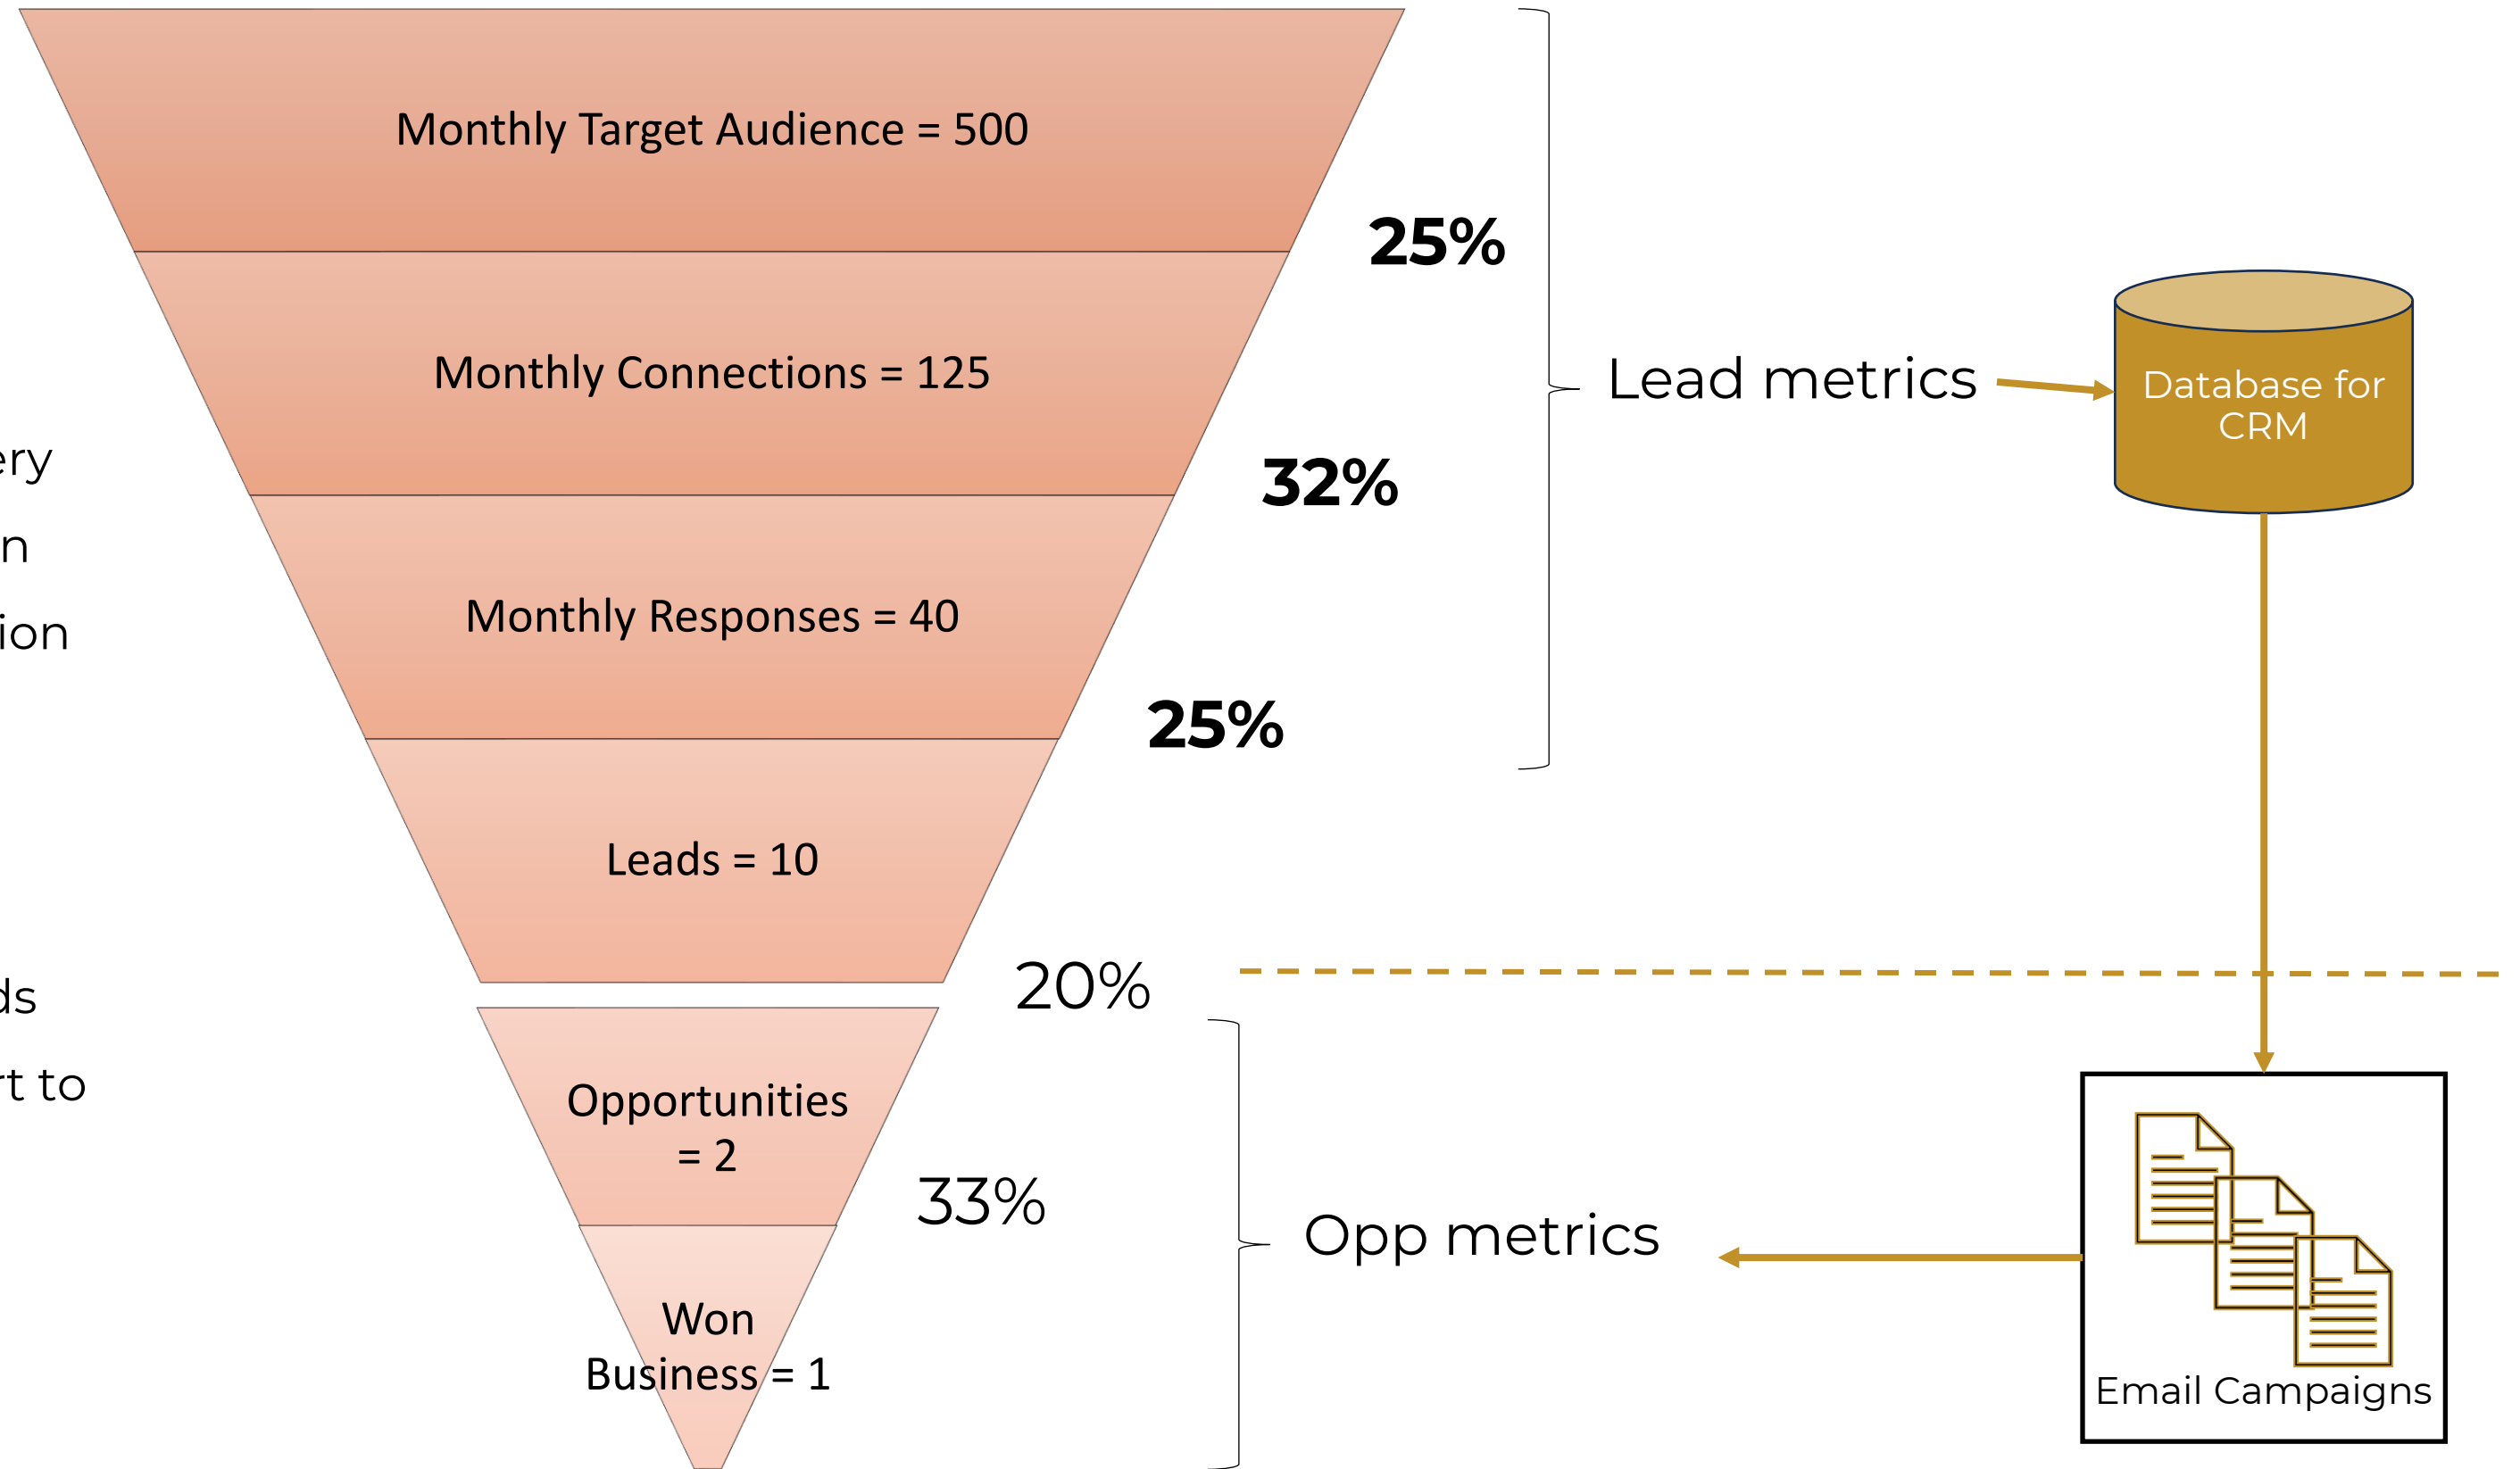 Monthly Target Audience = 500
25%
Monthly Connections = 125
Lead metrics
Database for
CRM
32%
ery
n
ion
Monthly Responses = 40
25%
Leads = 10
20%
ds
rt to
Opportunities
= 2
33%
Opp metrics
Won
Business = 1
Email Campaigns